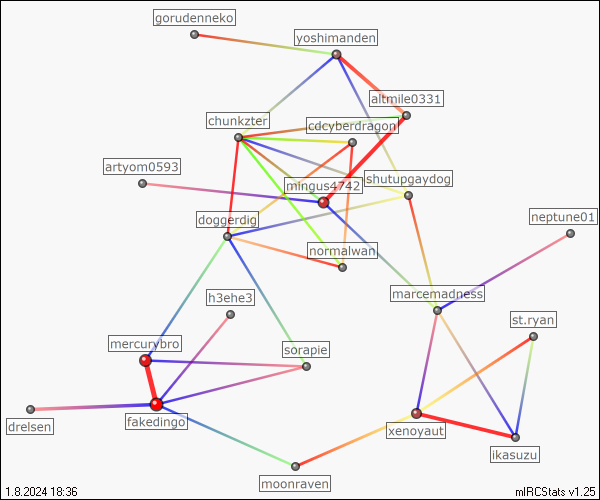 gorudenneko
yoshimanden
altmile0331
chunkzter
cdcyberdragon
artyom0593
mingus4742
shutupgaydog
doggerdig
neptune01
normalwan
h3ehe3
marcemadness
st.ryan
mercurybro
sorapie
drelsen
fakedingo
xenoyaut
ikasuzu
moonraven
1.8.2024 18:36
mIRCStats v1.25